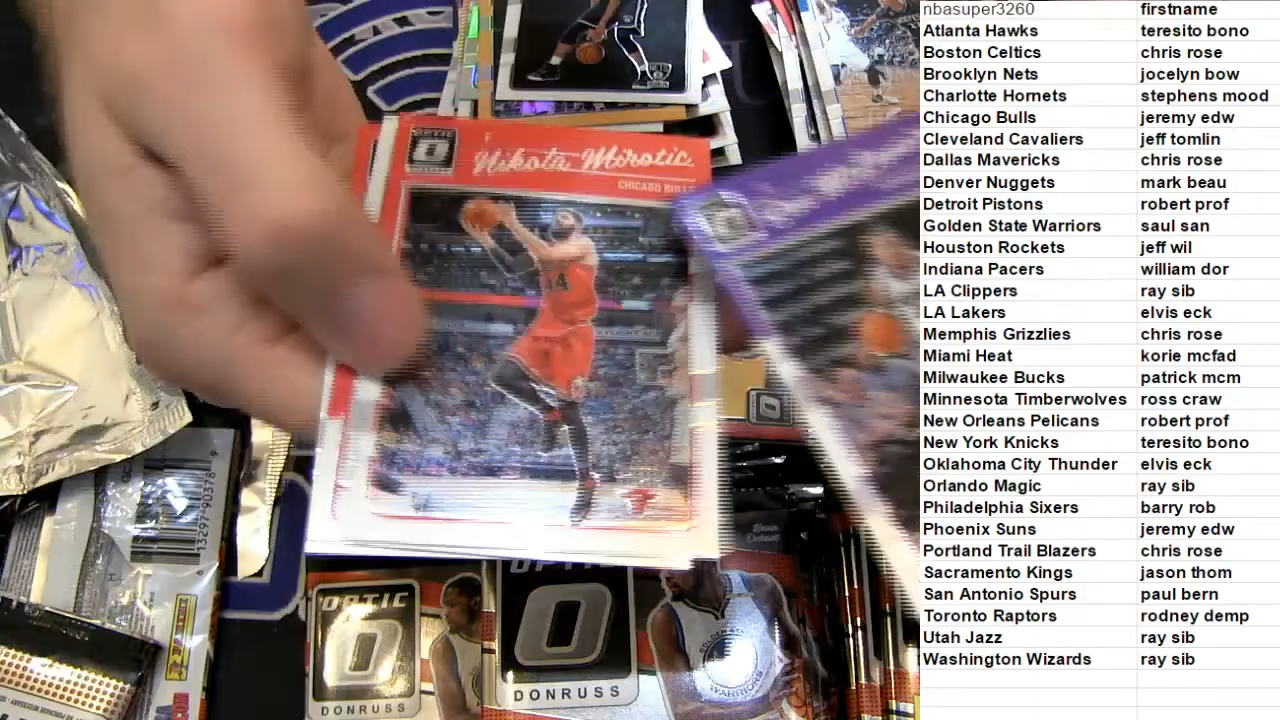 nbasuper3260 firstname
Atlanta Hawks teresito bono
Boston Celtics chris rose
Brooklyn Nets jocelyn bow
Charlotte Hornets stephens mood
Chicago Bulls jeremy edw
Cleveland Cavaliers jeff tomlin
Dallas Mavericks chris rose
Denver Nuggets mark beau
Detroit Pistons robert prof
Golden State Warriors saul san
Houston Rockets jeff wil
Indiana Pacers william dor
LA Clippers ray sib
LA Lakers elvis eck
Memphis Grizzlies chris rose
Miami Heat korie mcfad
Milwaukee Bucks patrick mcm
Minnesota Timberwolves ross craw
New Orleans Pelicans robert prof
New York Knicks teresito bono
Oklahoma City Thunder elvis eck
Orlando Magic ray sib
Philadelphia Sixers barry rob
Phoenix Suns jeremy edw
Portland Trail Blazers chris rose
Sacramento Kings jason thom
San Antonio Spurs paul bern
Toronto Raptors rodney demp
Utah Jazz ray sib
Washington Wizards ray sib
NETS
OPTIC
F
Nikola Mirotic
CHICAGO BULLS
44
OPTIC
DONRUSS
OPTIC
DONRUSS
GOLDEN STATE
WARRIORS